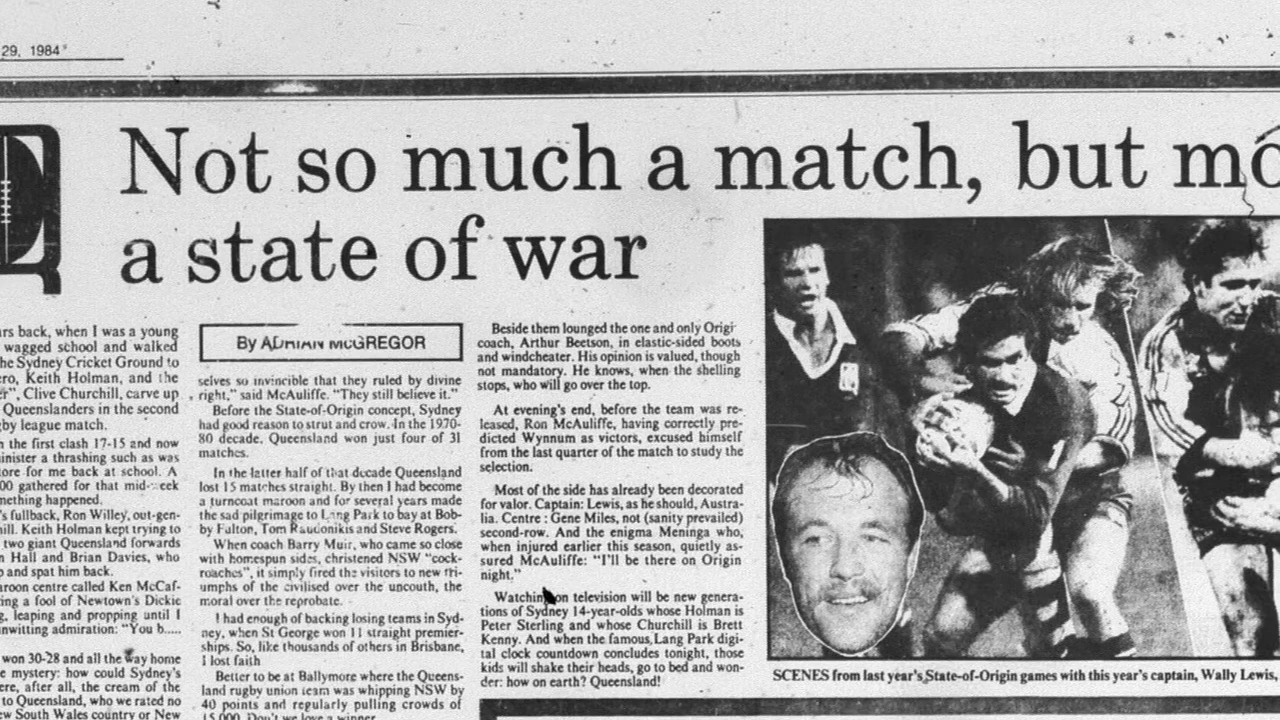 29, 1984
Not so much a match, but mo
a state of war
rs back, when I was a young
wagged school and walked
he Sydney Cricket Ground to
ro, Keith Holman, and the
er", Clive Churchill, carve up
Queenslanders in the second
by league match.
n the first clash 17-15 and now
inister a thrashing such as was
ore for me back at school. A
00 gathered for that mid-week
mething happened.
's fullback, Ron Willey, out-gen-
hill. Keith Holman kept trying to
two giant Queensland forwards
n Hall and Brian Davies, who
p and spat him back.
aroon centre called Ken McCaf-
ing a fool of Newtown's Dickie
g, leaping and propping until I
nwitting admiration: "You b.....
won 30-28 and all the way home
e mystery: how could Sydney's
ere, after all, the cream of the
to Queensland, who we rated no
ew South Wales country or New
By ADRIAN McGREGOR
selves so invincible that they ruled by divine
right," said McAuliffe. "They still believe it."
Before the State-of-Origin concept, Sydney
had good reason to strut and crow. In the 1970-
80 decade, Queensland won just four of 31
matches.
In the latter half of that decade Queensland
lost 15 matches straight. By then I had become
a turncoat maroon and for several years made
the sad pilgrimage to Lang Park to bay at Bob-
by Fulton, Tom Raudonikis and Steve Rogers.
When coach Barry Muir, who came so close
with homespun sides, christened NSW "cock-
roaches", it simply fired the visitors to new tri-
umphs of the civilised over the uncouth, the
moral over the reprobate.
I had enough of backing losing teams in Syd-
ney, when St George won 11 straight premier-
ships. So, like thousands of others in Brisbane,
I lost faith
Better to be at Ballymore where the Queens-
land rugby union team was whipping NSW by
40 points and regularly pulling crowds of
15,000. Don't we love a winner
Beside them lounged the one and only Origi
coach, Arthur Beetson, in elastic-sided boots
and windcheater. His opinion is valued, though
not mandatory. He knows, when the shelling
stops, who will go over the top.
At evening's end, before the team was re-
leased, Ron McAuliffe, having correctly pre-
dicted Wynnum as victors, excused himself
from the last quarter of the match to study the
selection.
Most of the side has already been decorated
for valor. Captain: Lewis, as he should, Austra-
lia. Centre : Gene Miles, not (sanity prevailed)
second-row. And the enigma Meninga who,
when injured earlier this season, quietly as-
sured McAuliffe: "I'll be there on Origin
night."
Watching on television will be new genera-
tions of Sydney 14-year-olds whose Holman is
Peter Sterling and whose Churchill is Brett
Kenny. And when the famous Lang Park digi-
tal clock countdown concludes tonight, those
kids will shake their heads, go to bed and won-
der: how on earth? Queensland!
SCENES from last year's State-of-Origin games with this year's captain, Wally Lewis,